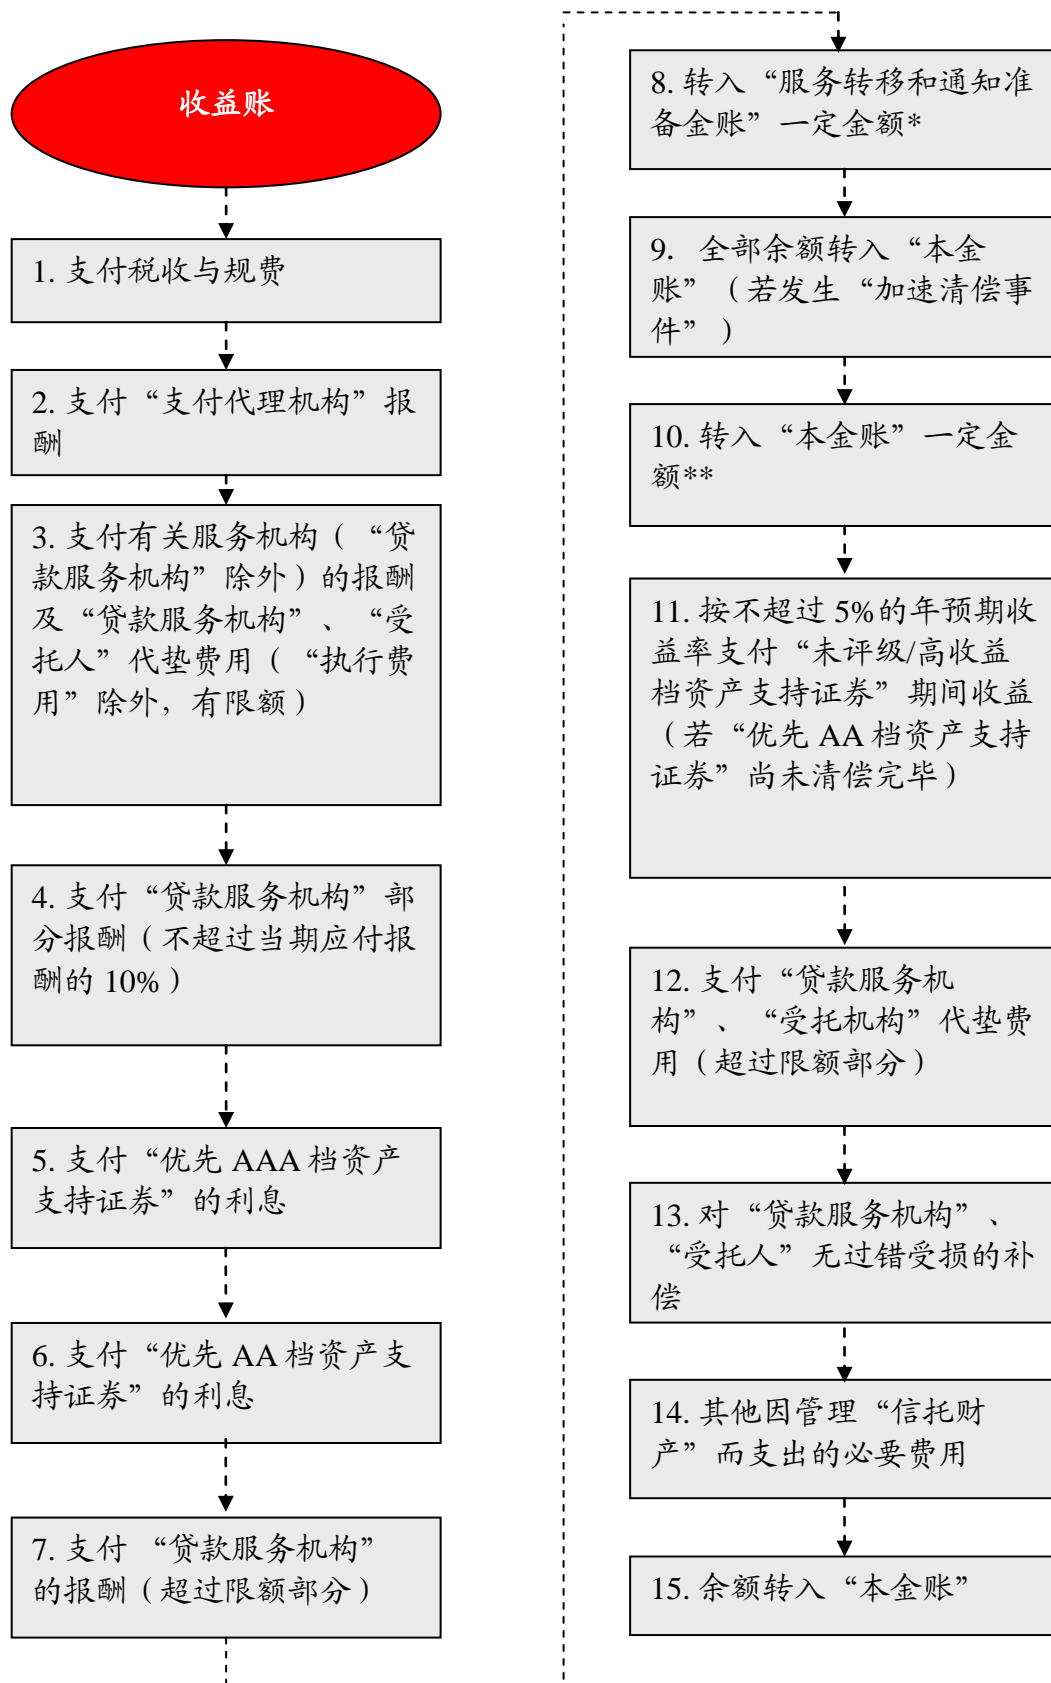 收益账
1. 支付税收与规费
2. 支付“支付代理机构”报
酬
3. 支付有关服务机构（“贷
款服务机构”除外）的报酬
及“贷款服务机构”、“受
托人”代垫费用（“执行费
用”除外，有限额）
4. 支付“贷款服务机构”部
分报酬（不超过当期应付报
酬的 10%）
5. 支付“优先 AAA 档资产
支持证券”的利息
6. 支付“优先 AA 档资产支
持证券”的利息
7. 支付 “贷款服务机构”
的报酬（超过限额部分）
8. 转入“服务转移和通知准
备金账”一定金额*
9. 全部余额转入“本金
账”（若发生“加速清偿事
件”）
10. 转入“本金账”一定金
额**
11. 按不超过 5%的年预期收
益率支付“未评级/高收益
档资产支持证券”期间收益
（若“优先 AA 档资产支持
证券”尚未清偿完毕）
12. 支付“贷款服务机
构”、“受托机构”代垫费
用（超过限额部分）
13. 对“贷款服务机构”、
“受托人”无过错受损的补
偿
14. 其他因管理“信托财
产”而支出的必要费用
15. 余额转入“本金账”